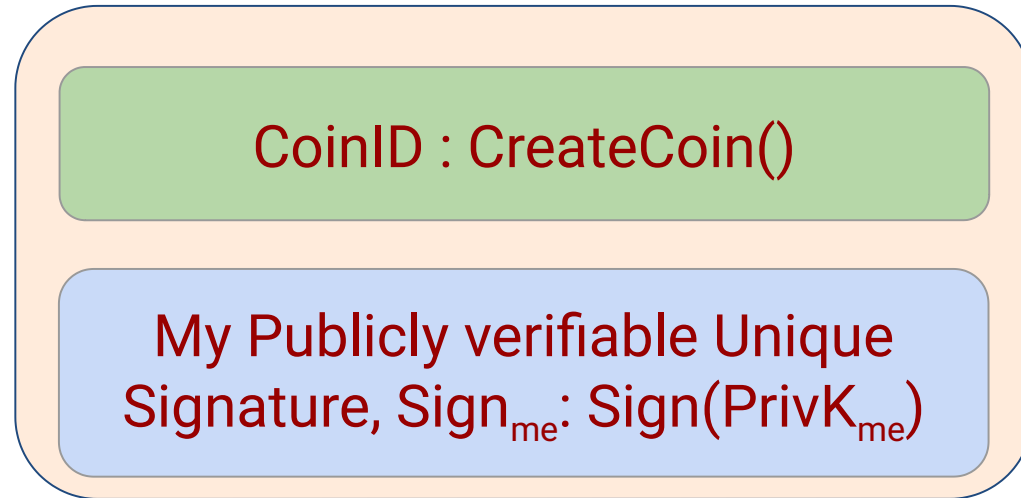 CoinID : CreateCoin()
My Publicly verifiable Unique
Signature, Signme: Sign(PrivKme)